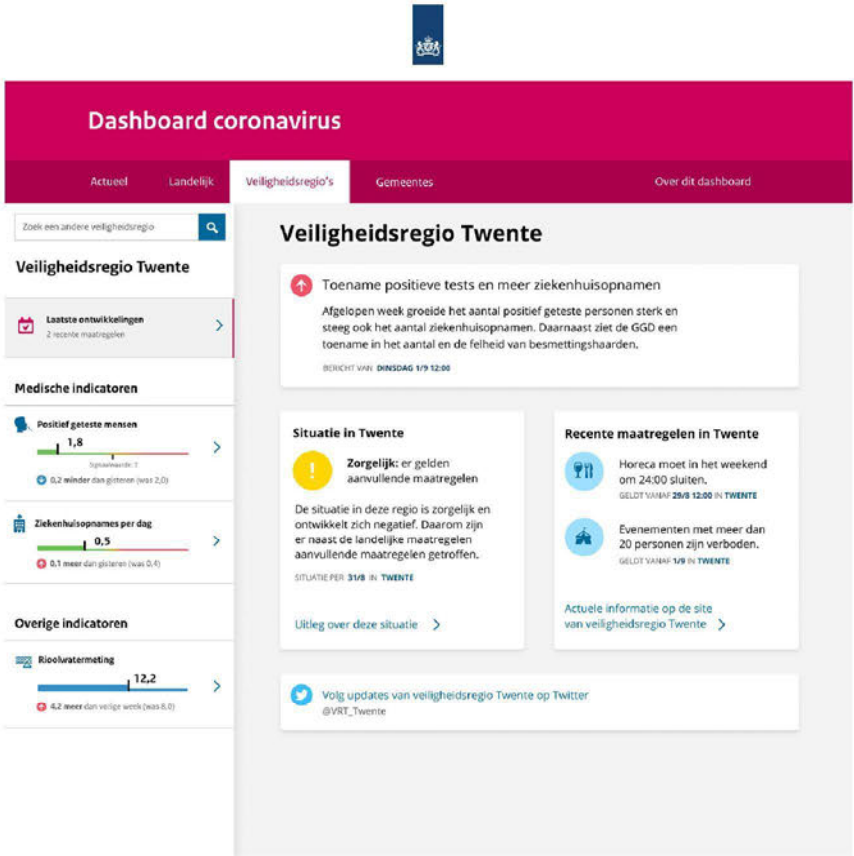 Dashboard coronavirus
Actueel
Landelijk
Veiligheidsregio's
Gemeentes
Over dit dashboard
Zoek een andere veiligheidsregio
Veiligheidsregio Twente
Laatste ontwikkelingen
2 recente maatregelen
Medische indicatoren
Positief geteste mensen
1,8
Signaalwaarde: 7
0,2 minder dan gisteren (was 2,0)
Ziekenhuisopnames per dag
0,5
0,1 meer dan gisteren (was 0,4)
Overige indicatoren
Rioolwatermeting
12,2
4,2 meer dan vorige week (was 8,0)
Veiligheidsregio Twente
Toename positieve tests en meer ziekenhuisopnamen
Afgelopen week groeide het aantal positief geteste personen sterk en
steeg ook het aantal ziekenhuisopnamen. Daarnaast ziet de GGD een
toename in het aantal en de felheid van besmettingshaarden.
BERICHT VAN DINSDAG 1/9 12:00
Situatie in Twente
Zorgelijk: er gelden
aanvullende maatregelen
De situatie in deze regio is zorgelijk en
ontwikkelt zich negatief. Daarom zijn
er naast de landelijke maatregelen
aanvullende maatregelen getroffen.
SITUATIE PER 31/8 IN TWENTE
Uitleg over deze situatie
Recente maatregelen in Twente
Horeca moet in het weekend
om 24:00 sluiten.
GELDT VANAF 29/8 12:00 IN TWENTE
Evenementen met meer dan
20 personen zijn verboden.
GELDT VANAF 1/9 IN TWENTE
Actuele informatie op de site
van veiligheidsregio Twente
Volg updates van veiligheidsregio Twente op Twitter
@VRT_Twente